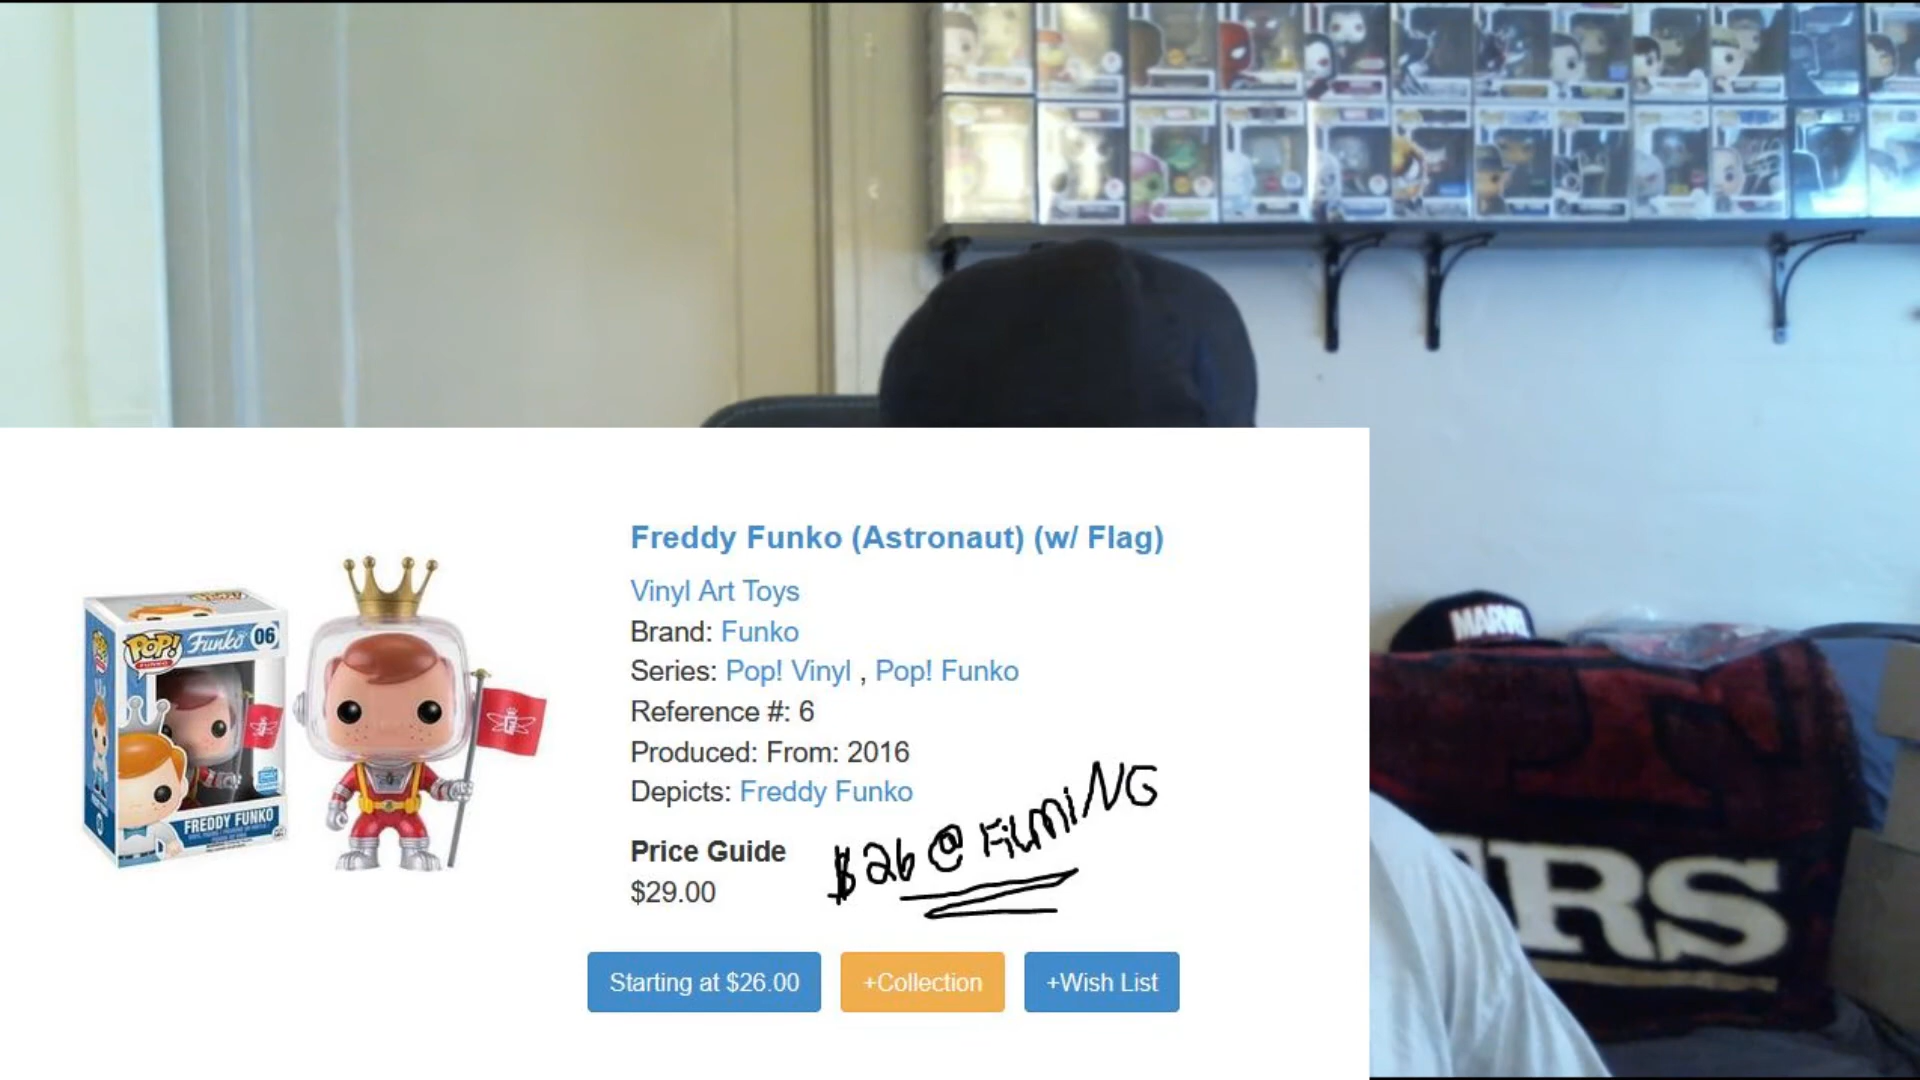 MARVEL
Freddy Funko (Astronaut) (w/ Flag)
Vinyl Art Toys
Brand: Funko
Series: Pop! Vinyl , Pop! Funko
Reference #: 6
Produced: From: 2016
Depicts: Freddy Funko
Price Guide
$29.00
$26 @ FilmiNG
Starting at $26.00
+Collection
+Wish List
POP!
FUNKO
Funko
06
FREDDY FUNKO
F
ERS